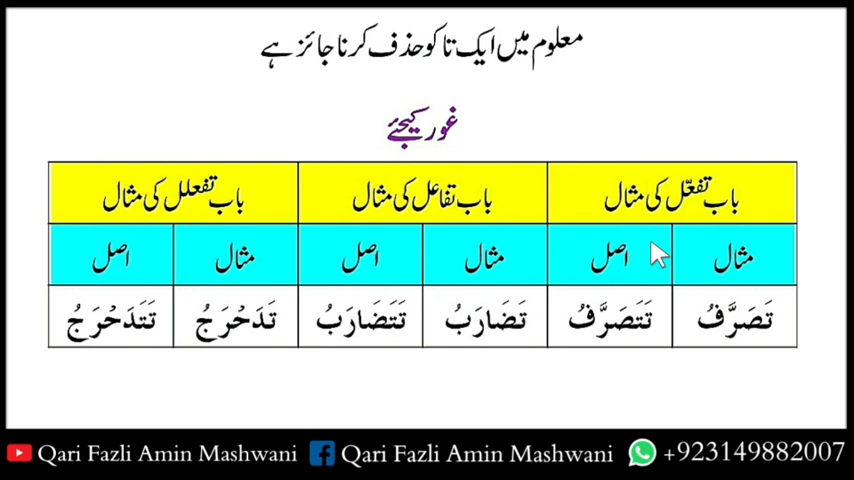 معلوم میں ایک تا کو حذف کرنا جائز ہے
غور کیجئے
باب تفعّل کی مثال باب تفاعل کی مثال باب تفعلل کی مثال
مثال اصل مثال اصل مثال اصل
تَصَرَّفُ تَتَصَرَّفُ تَضَارَبُ تَتَضَارَبُ تَدَحْرَجُ تَتَدَحْرَجُ
Qari Fazli Amin Mashwani Qari Fazli Amin Mashwani +923149882007